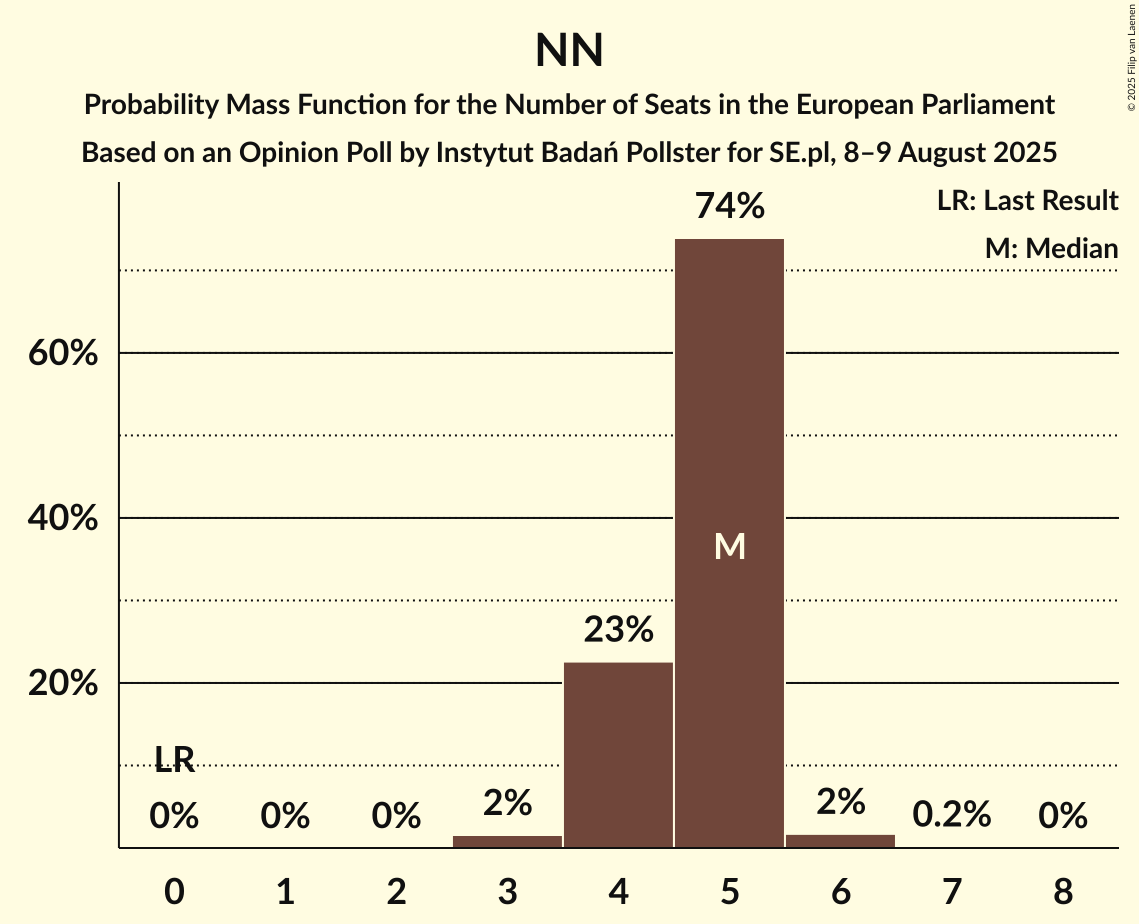 NN
Probability Mass Function for the Number of Seats in the European Parliament
Based on an Opinion Poll by Instytut Badań Pollster for SE.pl, 8–9 August 2025
© 2025 Filip van Laenen
LR: Last Result
M: Median
74%
60%
40%
M
23%
20%
LR
0%
0%
0%
2%
2%
0.2%
0%
0 1 2 3 4 5 6 7 8